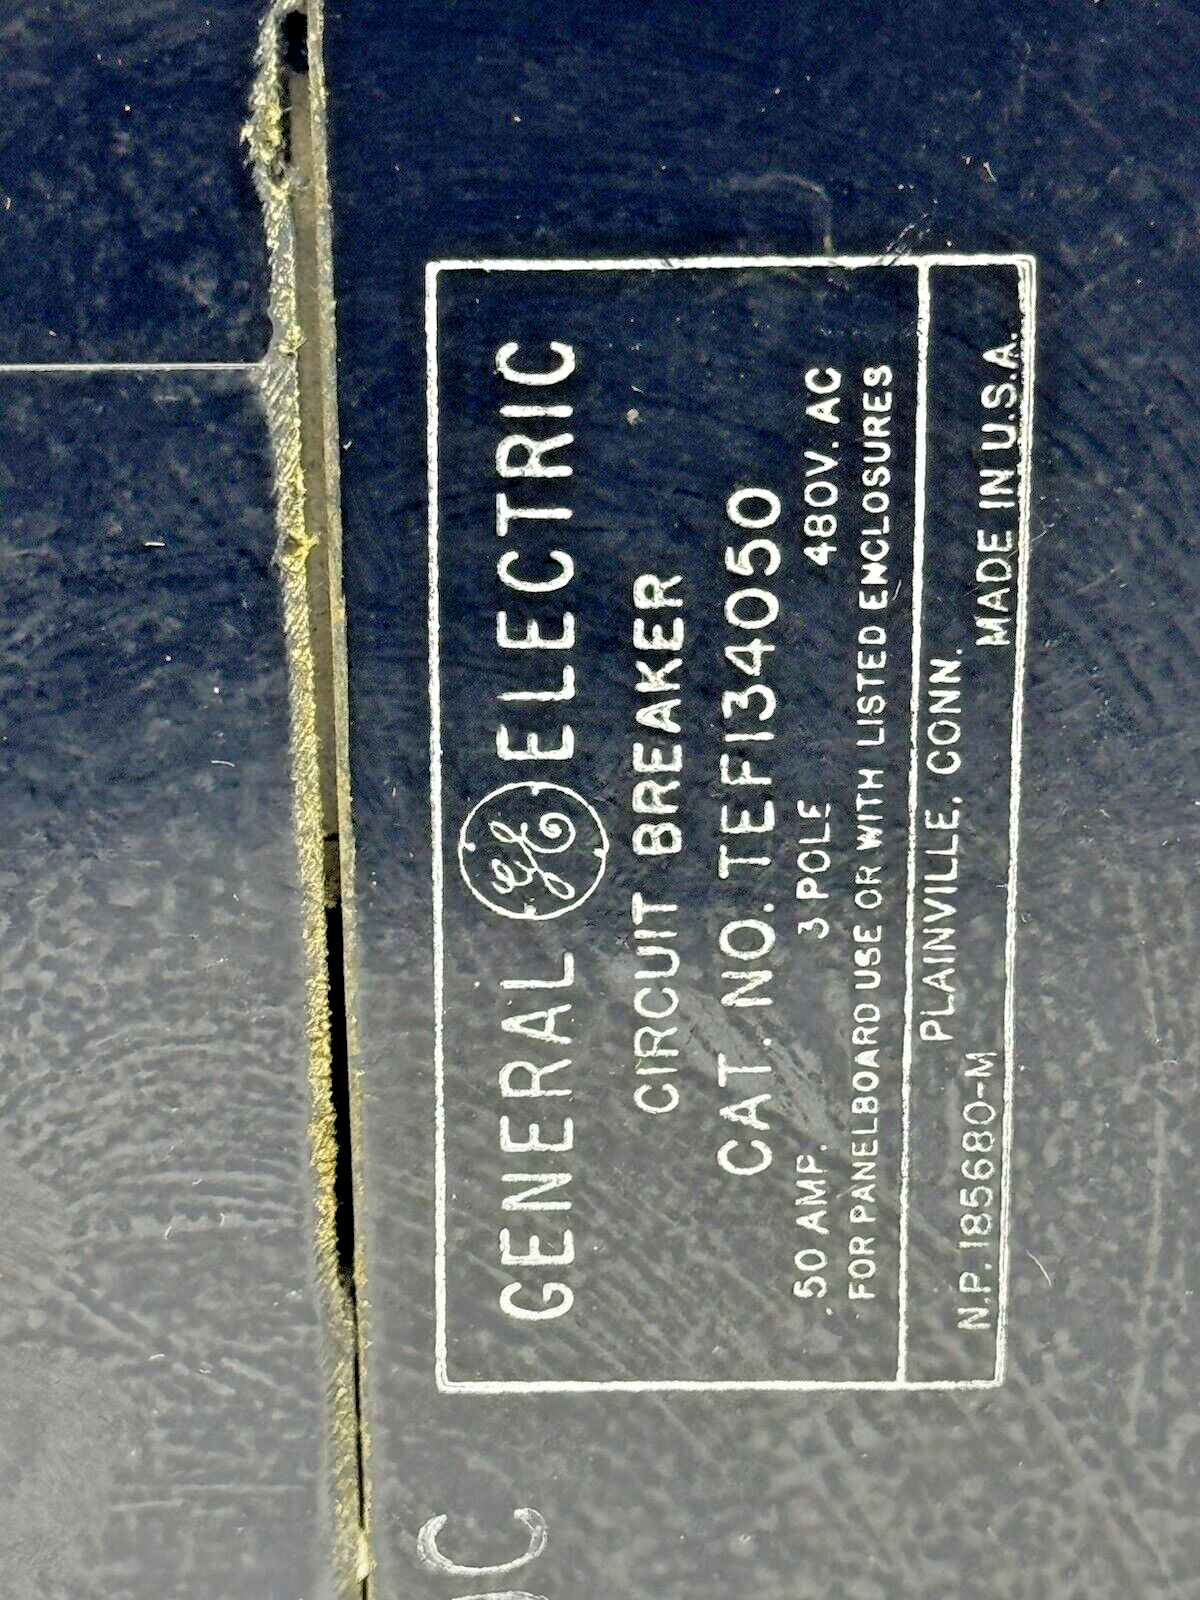 GENERAL GE ELECTRIC
CIRCUIT BREAKER
CAT. NO. TEF134050
50 AMP. 3 POLE 480V. AC
FOR PANELBOARD USE OR WITH LISTED ENCLOSURES
PLAINVILLE, CONN.
N.P. 185680-M MADE IN U.S.A.